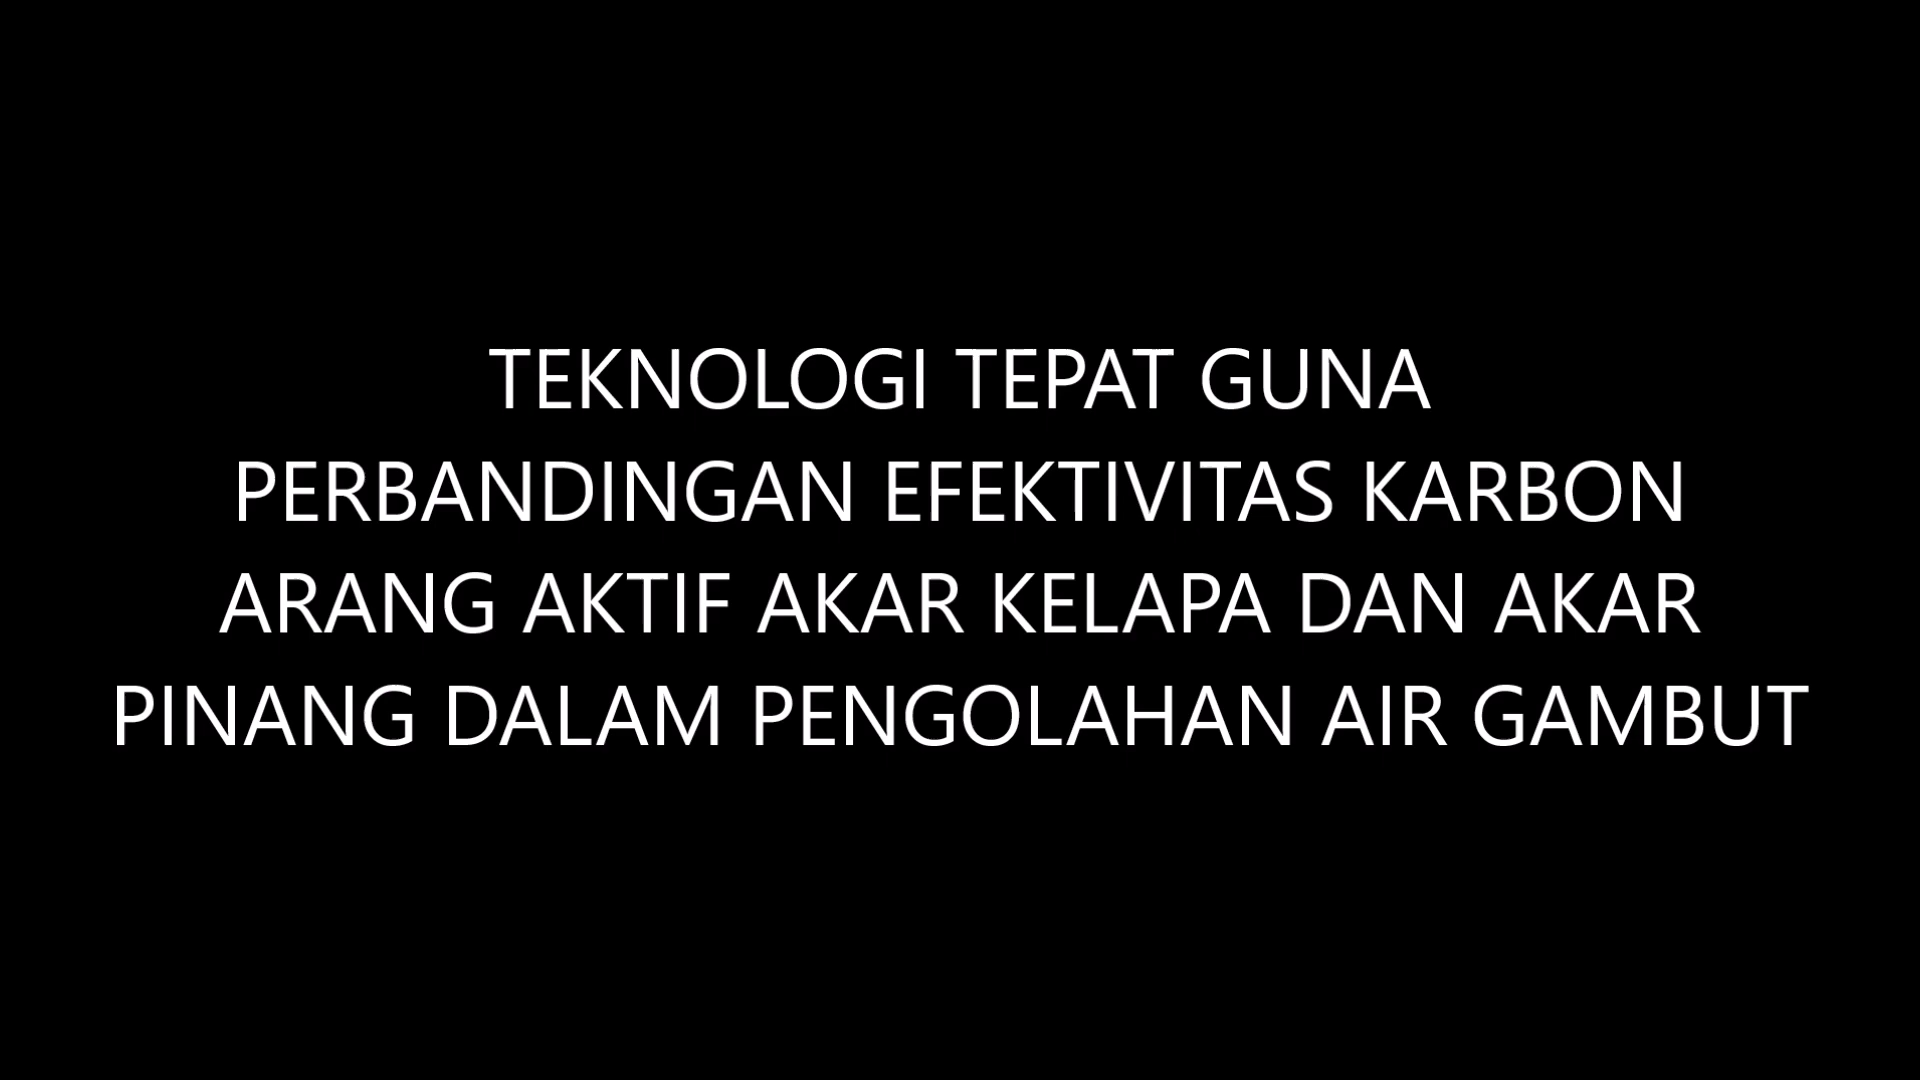 TEKNOLOGI TEPAT GUNA
PERBANDINGAN EFEKTIVITAS KARBON
ARANG AKTIF AKAR KELAPA DAN AKAR
PINANG DALAM PENGOLAHAN AIR GAMBUT